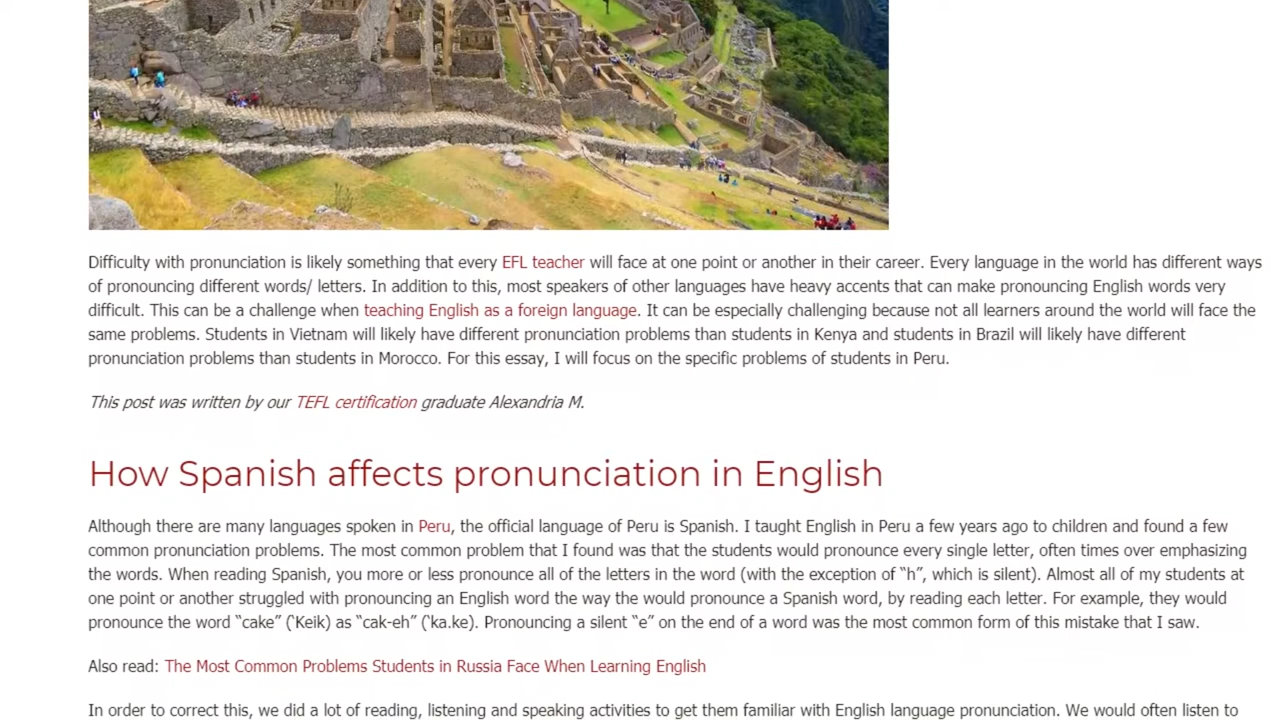 Difficulty with pronunciation is likely something that every EFL teacher will face at one point or another in their career. Every language in the world has different ways
of pronouncing different words/ letters. In addition to this, most speakers of other languages have heavy accents that can make pronouncing English words very
difficult. This can be a challenge when teaching English as a foreign language. It can be especially challenging because not all learners around the world will face the
same problems. Students in Vietnam will likely have different pronunciation problems than students in Kenya and students in Brazil will likely have different
pronunciation problems than students in Morocco. For this essay, I will focus on the specific problems of students in Peru.
This post was written by our TEFL certification graduate Alexandria M.
How Spanish affects pronunciation in English
Although there are many languages spoken in Peru, the official language of Peru is Spanish. I taught English in Peru a few years ago to children and found a few
common pronunciation problems. The most common problem that I found was that the students would pronounce every single letter, often times over emphasizing
the words. When reading Spanish, you more or less pronounce all of the letters in the word (with the exception of “h”, which is silent). Almost all of my students at
one point or another struggled with pronouncing an English word the way the would pronounce a Spanish word, by reading each letter. For example, they would
pronounce the word “cake” (‘Keik) as “cak-eh” (‘ka.ke). Pronouncing a silent “e” on the end of a word was the most common form of this mistake that I saw.
Also read: The Most Common Problems Students in Russia Face When Learning English
In order to correct this, we did a lot of reading, listening and speaking activities to get them familiar with English language pronunciation. We would often listen to